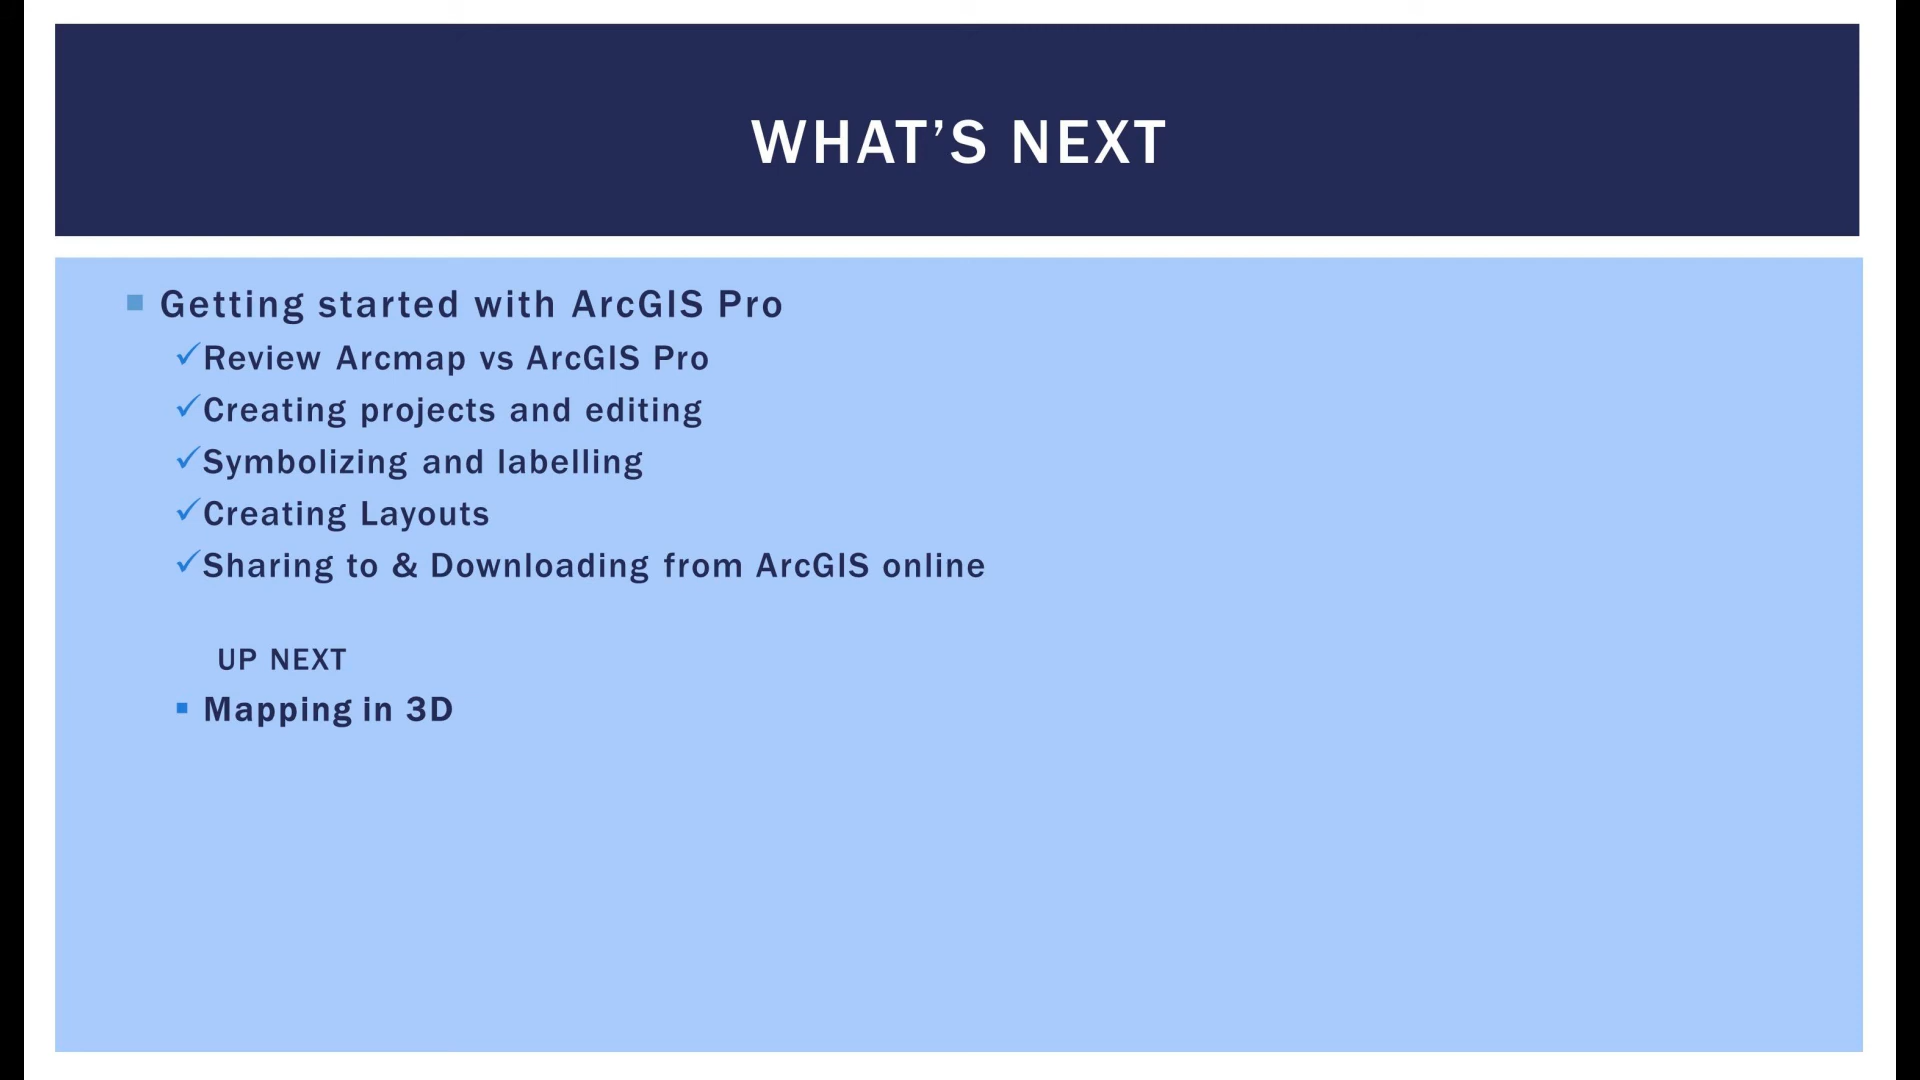 WHAT’S NEXT
Getting started with ArcGIS Pro
Review Arcmap vs ArcGIS Pro
Creating projects and editing
Symbolizing and labelling
Creating Layouts
Sharing to & Downloading from ArcGIS online
UP NEXT
Mapping in 3D